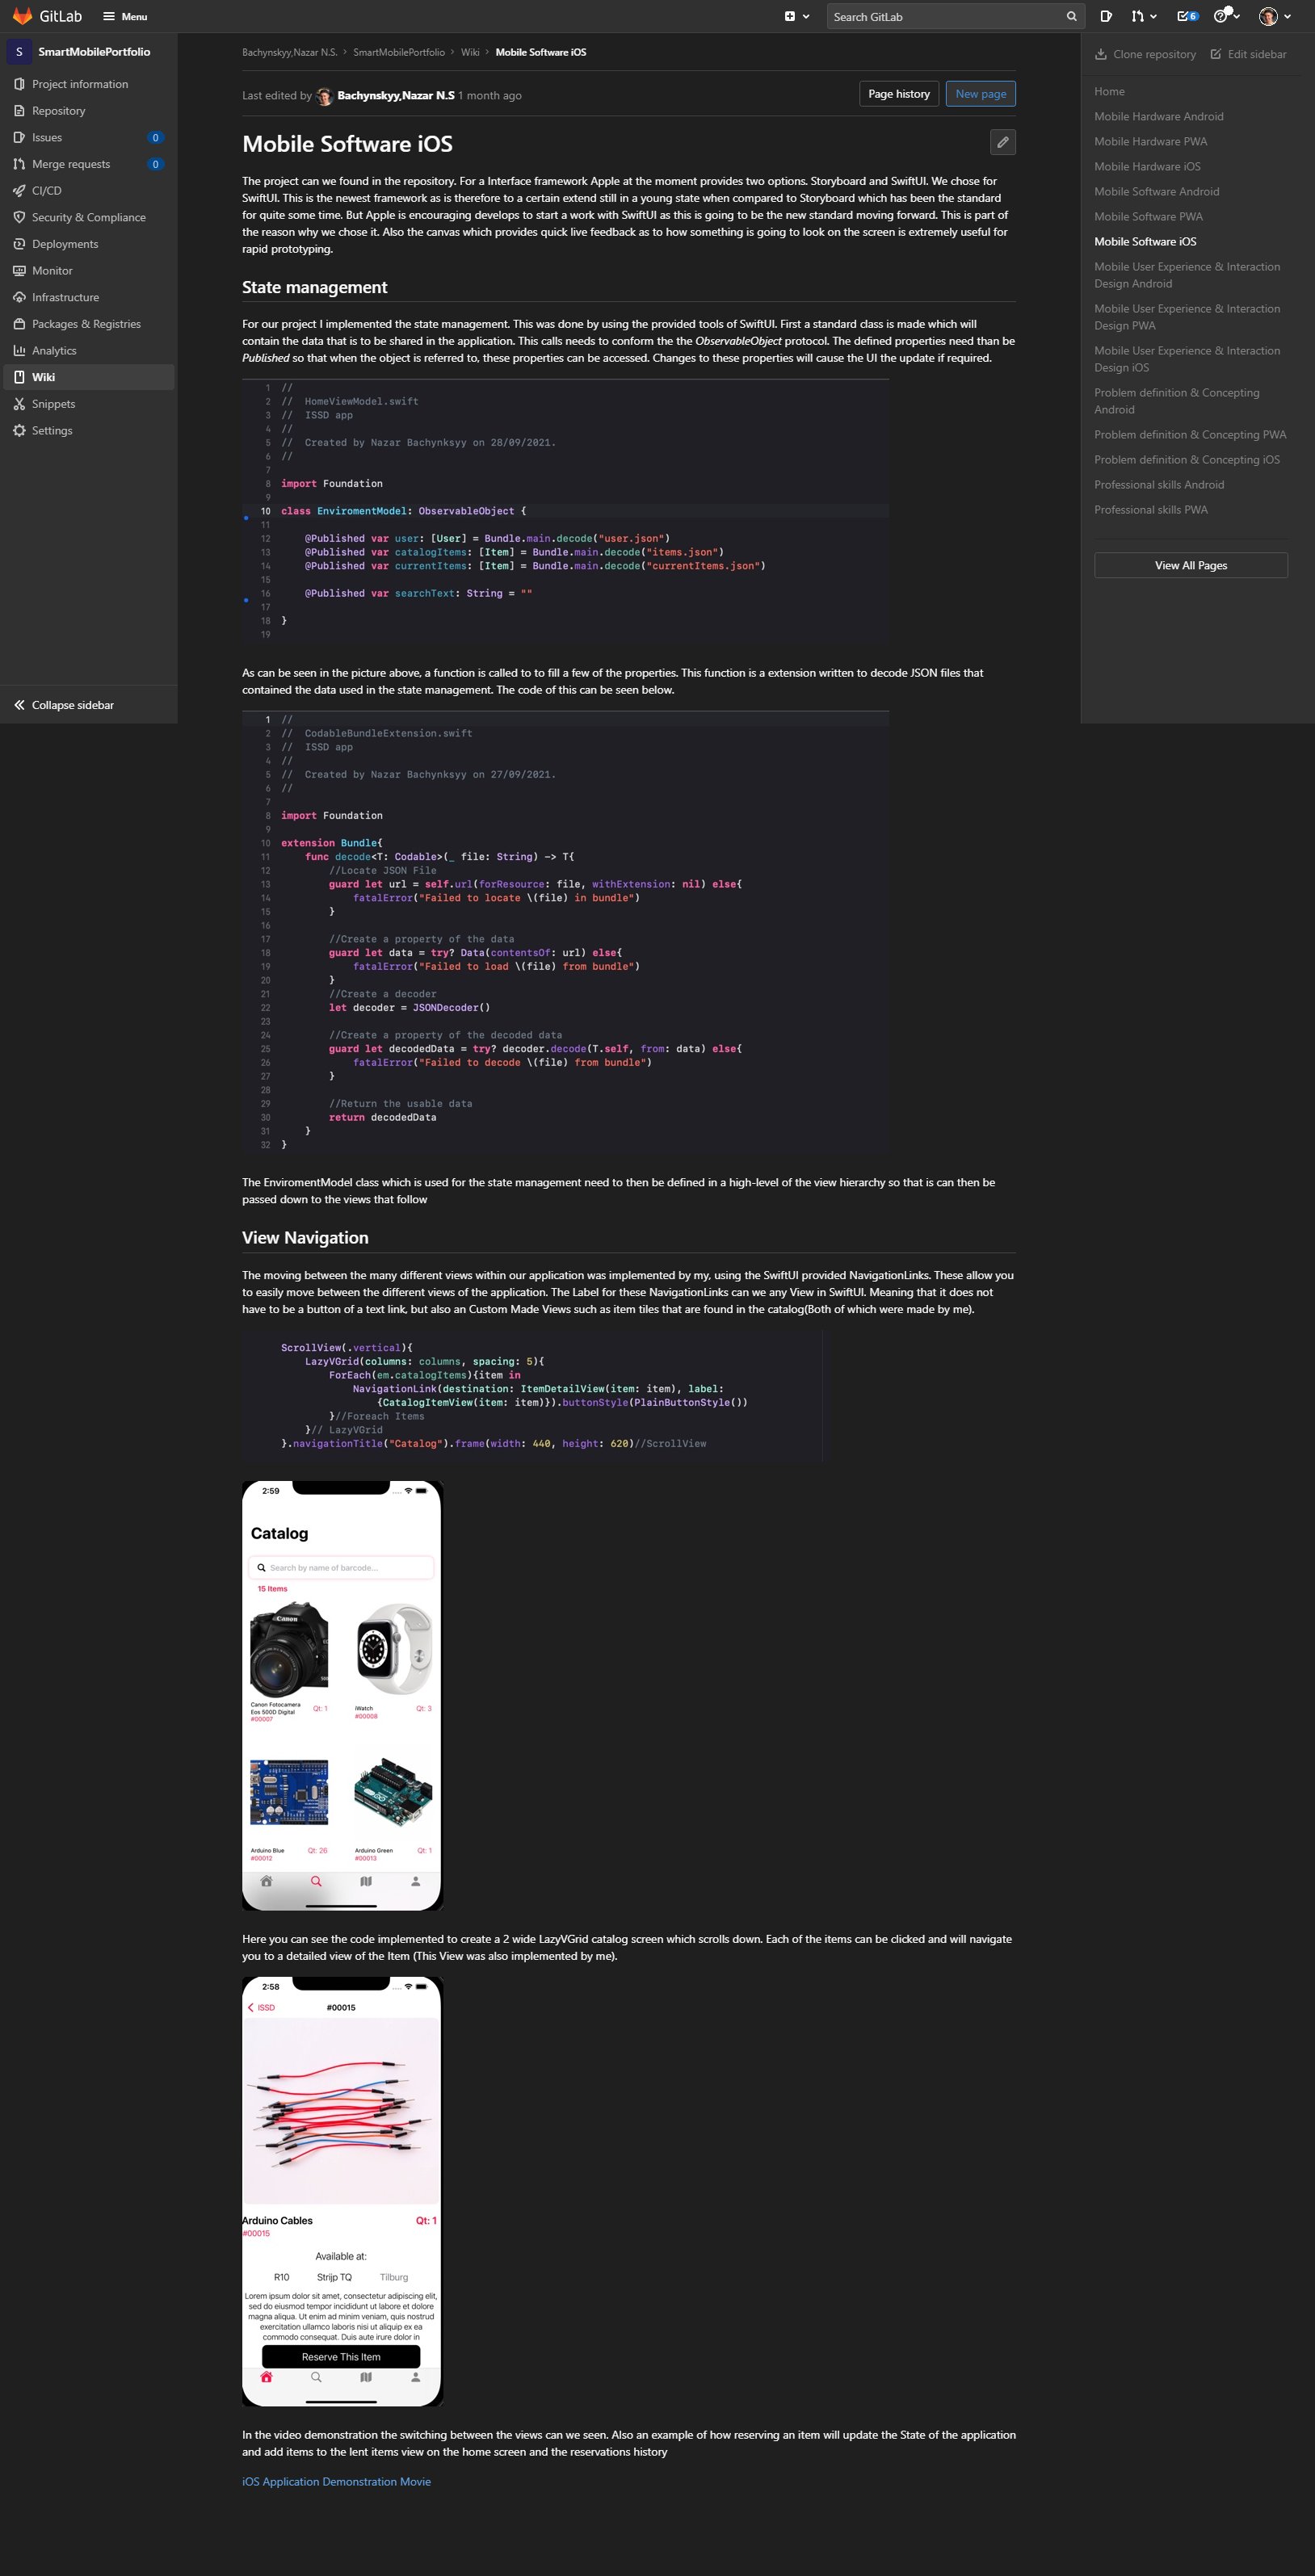 GitLab
Menu
Search GitLab
6
S
SmartMobilePortfolio
Project information
Repository
Issues
0
Merge requests
0
CI/CD
Security & Compliance
Deployments
Monitor
Infrastructure
Packages & Registries
Analytics
Wiki
Snippets
Settings
Collapse sidebar
Bachynskyy,Nazar N.S. › SmartMobilePortfolio › Wiki › Mobile Software iOS
Last edited by Bachynskyy,Nazar N.S 1 month ago
Page history
New page
Mobile Software iOS
The project can we found in the repository. For a Interface framework Apple at the moment provides two options. Storyboard and SwiftUI. We chose for
SwiftUI. This is the newest framework as is therefore to a certain extend still in a young state when compared to Storyboard which has been the standard
for quite some time. But Apple is encouraging develops to start a work with SwiftUI as this is going to be the new standard moving forward. This is part of
the reason why we chose it. Also the canvas which provides quick live feedback as to how something is going to look on the screen is extremely useful for
rapid prototyping.
State management
For our project I implemented the state management. This was done by using the provided tools of SwiftUI. First a standard class is made which will
contain the data that is to be shared in the application. This calls needs to conform the the ObservableObject protocol. The defined properties need than be
Published so that when the object is referred to, these properties can be accessed. Changes to these properties will cause the UI the update if required.
1 //
2 //  HomeViewModel.swift
3 //  ISSD app
4 //
5 //  Created by Nazar Bachynksyy on 28/09/2021.
6 //
7
8 import Foundation
9
10 class EnviromentModel: ObservableObject {
11
12     @Published var user: [User] = Bundle.main.decode("user.json")
13     @Published var catalogItems: [Item] = Bundle.main.decode("items.json")
14     @Published var currentItems: [Item] = Bundle.main.decode("currentItems.json")
15
16     @Published var searchText: String = ""
17
18 }
19
As can be seen in the picture above, a function is called to to fill a few of the properties. This function is a extension written to decode JSON files that
contained the data used in the state management. The code of this can be seen below.
1 //
2 //  CodableBundleExtension.swift
3 //  ISSD app
4 //
5 //  Created by Nazar Bachynksyy on 27/09/2021.
6 //
7
8 import Foundation
9
10 extension Bundle{
11     func decode<T: Codable>(_ file: String) -> T{
12         //Locate JSON File
13         guard let url = self.url(forResource: file, withExtension: nil) else{
14             fatalError("Failed to locate \(file) in bundle")
15         }
16
17         //Create a property of the data
18         guard let data = try? Data(contentsOf: url) else{
19             fatalError("Failed to load \(file) from bundle")
20         }
21         //Create a decoder
22         let decoder = JSONDecoder()
23
24         //Create a property of the decoded data
25         guard let decodedData = try? decoder.decode(T.self, from: data) else{
26             fatalError("Failed to decode \(file) from bundle")
27         }
28
29         //Return the usable data
30         return decodedData
31     }
32 }
The EnviromentModel class which is used for the state management need to then be defined in a high-level of the view hierarchy so that is can then be
passed down to the views that follow
View Navigation
The moving between the many different views within our application was implemented by my, using the SwiftUI provided NavigationLinks. These allow you
to easily move between the different views of the application. The Label for these NavigationLinks can we any View in SwiftUI. Meaning that it does not
have to be a button of a text link, but also an Custom Made Views such as item tiles that are found in the catalog(Both of which were made by me).
ScrollView(.vertical){
    LazyVGrid(columns: columns, spacing: 5){
        ForEach(em.catalogItems){item in
            NavigationLink(destination: ItemDetailView(item: item), label:
                {CatalogItemView(item: item)}).buttonStyle(PlainButtonStyle())
        }//Foreach Items
    }// LazyVGrid
}.navigationTitle("Catalog").frame(width: 440, height: 620)//ScrollView
2:59
Catalog
Search by name of barcode...
15 Items
Canon
Canon Fotocamera
Eos 500D Digital
#00007
Qt: 1
iWatch
#00008
Qt: 3
Arduino Blue
#00012
Qt: 26
Arduino Green
#00013
Qt: 1
Here you can see the code implemented to create a 2 wide LazyVGrid catalog screen which scrolls down. Each of the items can be clicked and will navigate
you to a detailed view of the Item (This View was also implemented by me).
2:58
ISSD
#00015
Arduino Cables
Qt: 1
#00015
Available at:
R10 Strijp TQ Tilburg
Lorem ipsum dolor sit amet, consectetur adipiscing elit,
sed do eiusmod tempor incididunt ut labore et dolore
magna aliqua. Ut enim ad minim veniam, quis nostrud
exercitation ullamco laboris nisi ut aliquip ex ea
commodo consequat. Duis aute irure dolor in
Reserve This Item
In the video demonstration the switching between the views can we seen. Also an example of how reserving an item will update the State of the application
and add items to the lent items view on the home screen and the reservations history
iOS Application Demonstration Movie
Clone repository
Edit sidebar
Home
Mobile Hardware Android
Mobile Hardware PWA
Mobile Hardware iOS
Mobile Software Android
Mobile Software PWA
Mobile Software iOS
Mobile User Experience & Interaction
Design Android
Mobile User Experience & Interaction
Design PWA
Mobile User Experience & Interaction
Design iOS
Problem definition & Concepting
Android
Problem definition & Concepting PWA
Problem definition & Concepting iOS
Professional skills Android
Professional skills PWA
View All Pages